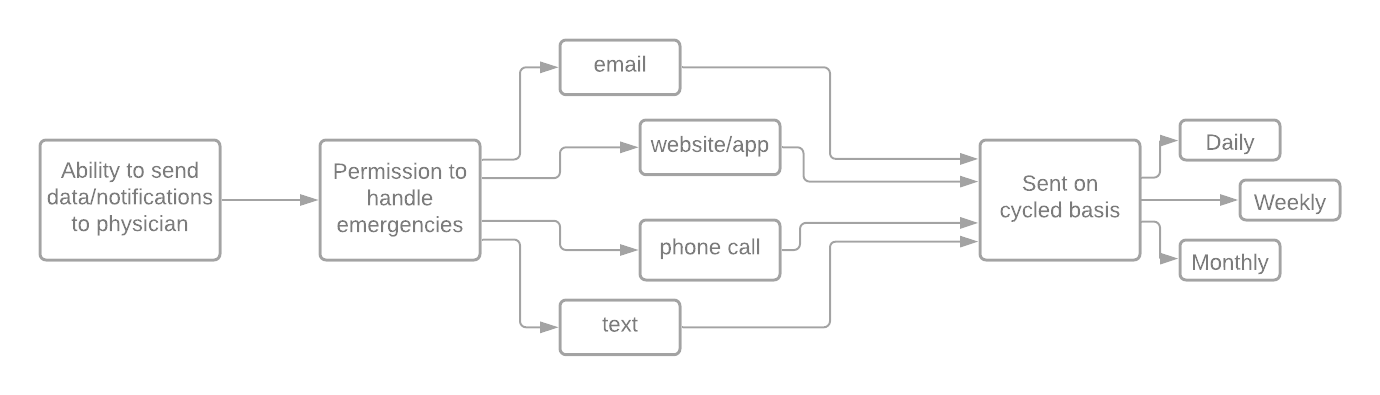 Ability to send
data/notifications
to physician
Permission to
handle
emergencies
email
website/app
phone call
text
Sent on
cycled basis
Daily
Weekly
Monthly